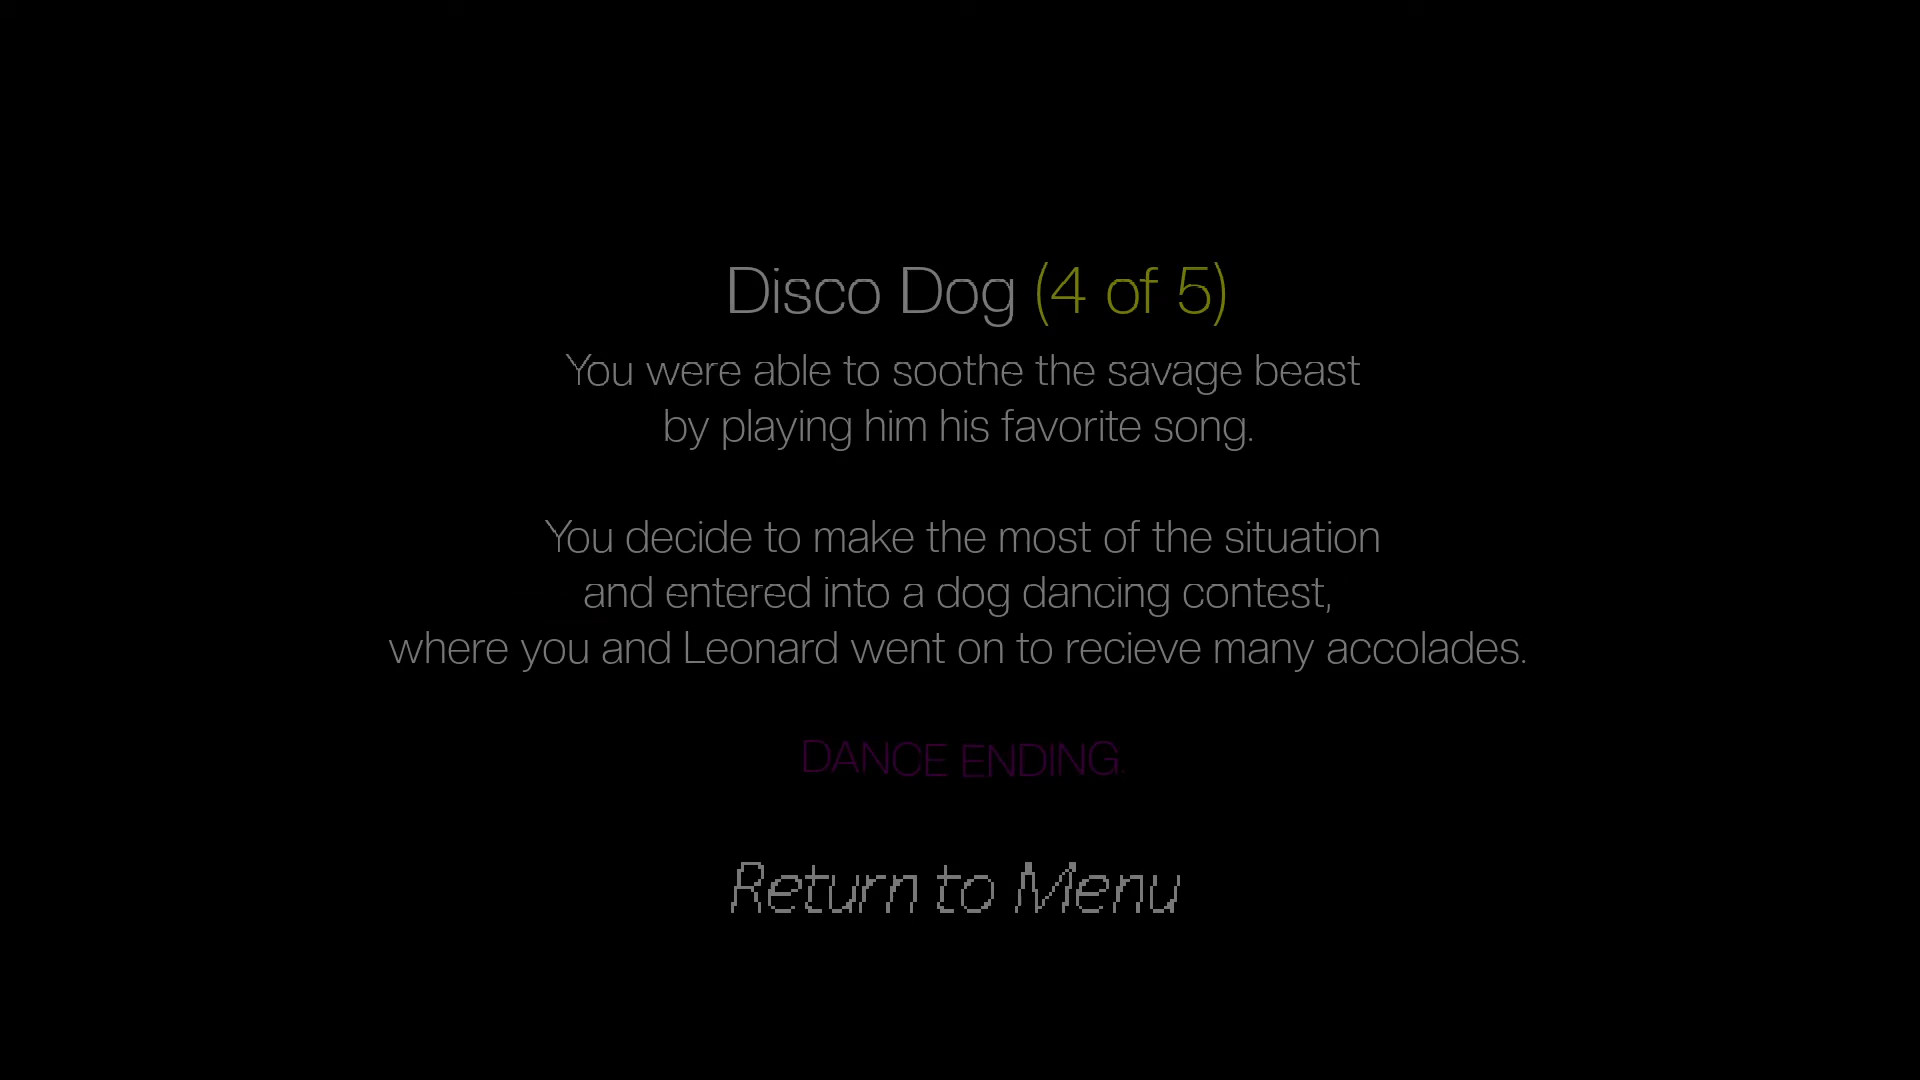 Disco Dog (4 of 5)
You were able to soothe the savage beast
by playing him his favorite song.
You decide to make the most of the situation
and entered into a dog dancing contest,
where you and Leonard went on to recieve many accolades.
DANCE ENDING.
Return to Menu